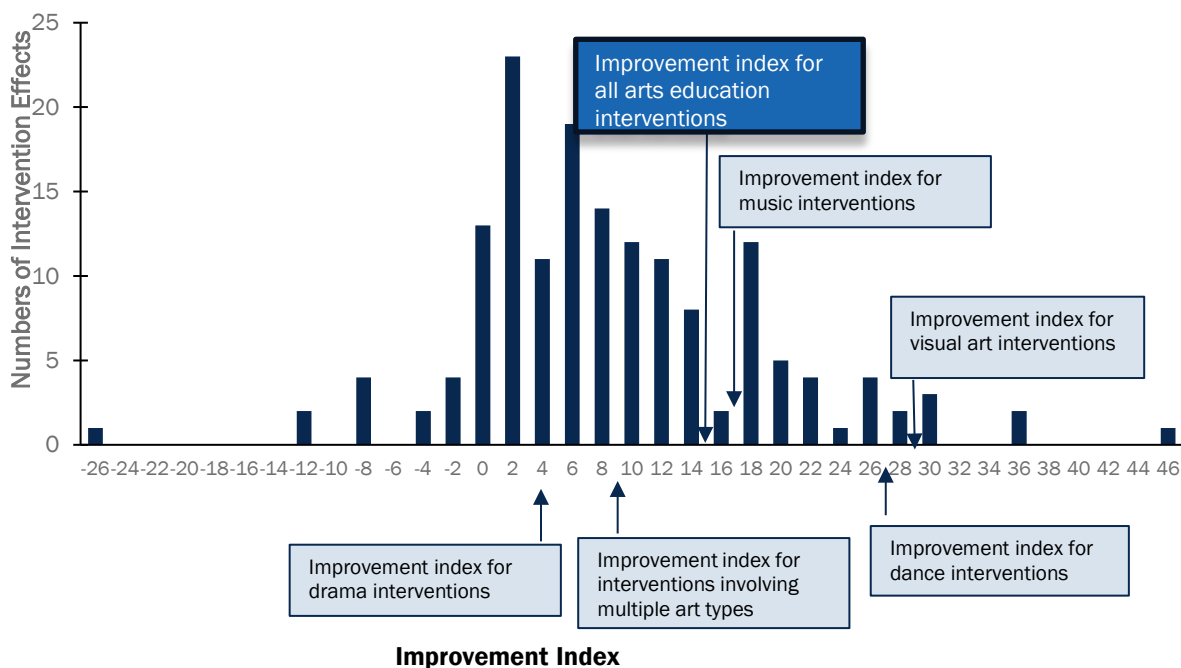 25
20
15
10
5
0
Numbers of Intervention Effects
Improvement index for
all arts education
interventions
Improvement index for
music interventions
Improvement index for
visual art interventions
-26 -24 -22 -20 -18 -16 -14 -12 -10 -8 -6 -4 -2 0 2 4 6 8 10 12 14 16 18 20 22 24 26 28 30 32 34 36 38 40 42 44 46
Improvement index for
drama interventions
Improvement index for
interventions involving
multiple art types
Improvement index for
dance interventions
Improvement Index